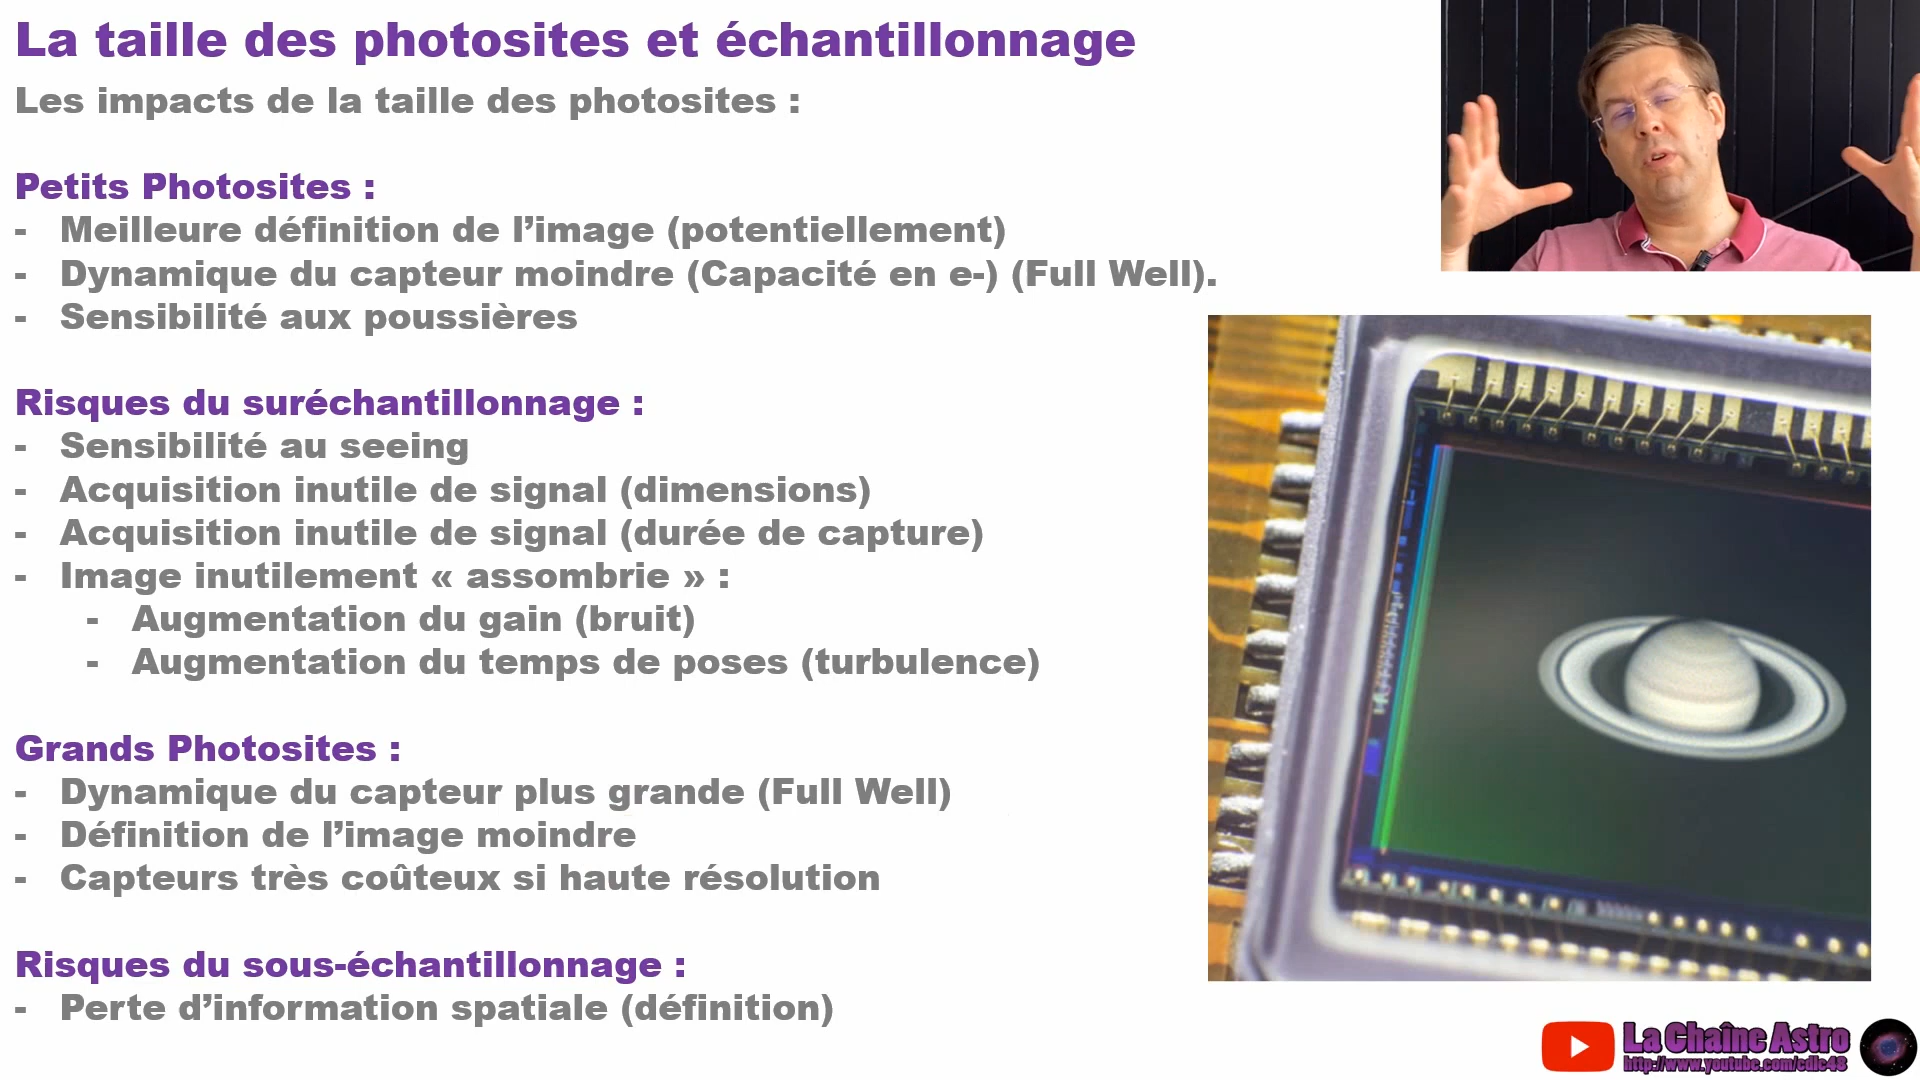 La taille des photosites et échantillonnage
Les impacts de la taille des photosites :
Petits Photosites :
- Meilleure définition de l’image (potentiellement)
- Dynamique du capteur moindre (Capacité en e-) (Full Well).
- Sensibilité aux poussières
Risques du suréchantillonnage :
- Sensibilité au seeing
- Acquisition inutile de signal (dimensions)
- Acquisition inutile de signal (durée de capture)
- Image inutilement « assombrie » :
- Augmentation du gain (bruit)
- Augmentation du temps de poses (turbulence)
Grands Photosites :
- Dynamique du capteur plus grande (Full Well)
- Définition de l’image moindre
- Capteurs très coûteux si haute résolution
Risques du sous-échantillonnage :
- Perte d’information spatiale (définition)
La Chaîne Astro
http://www.youtube.com/cdlc48